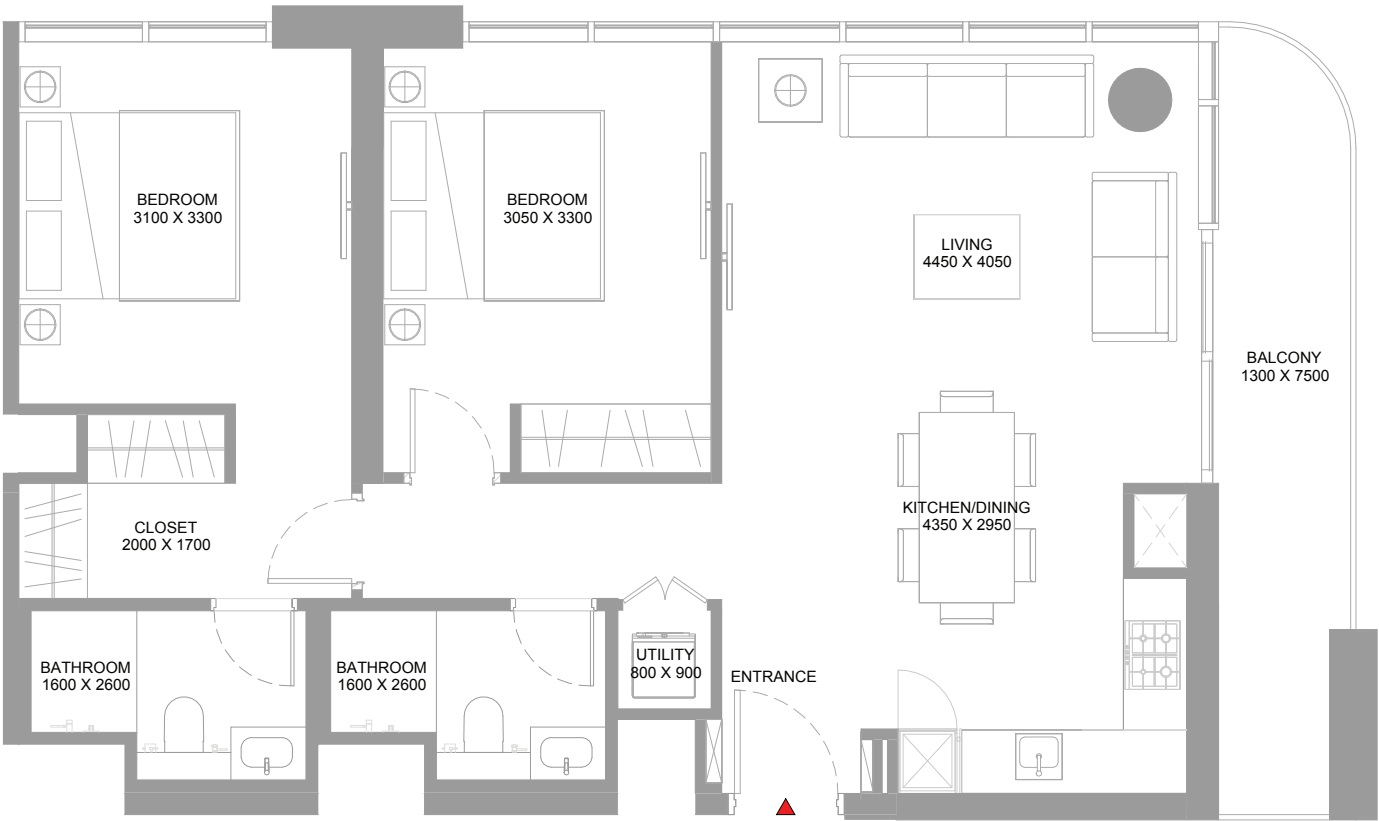 BEDROOM
3100 X 3300
BEDROOM
3050 X 3300
LIVING
4450 X 4050
BALCONY
1300 X 7500
KITCHEN/DINING
4350 X 2950
CLOSET
2000 X 1700
BATHROOM
1600 X 2600
BATHROOM
1600 X 2600
UTILITY
800 X 900
ENTRANCE